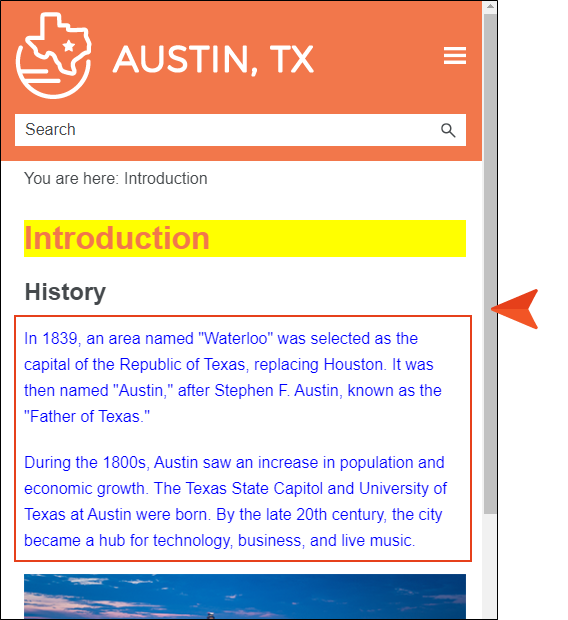 AUSTIN, TX
Search
You are here: Introduction
Introduction
History
In 1839, an area named "Waterloo" was selected as the
capital of the Republic of Texas, replacing Houston. It was
then named "Austin," after Stephen F. Austin, known as the
"Father of Texas."
During the 1800s, Austin saw an increase in population and
economic growth. The Texas State Capitol and University of
Texas at Austin were born. By the late 20th century, the city
became a hub for technology, business, and live music.